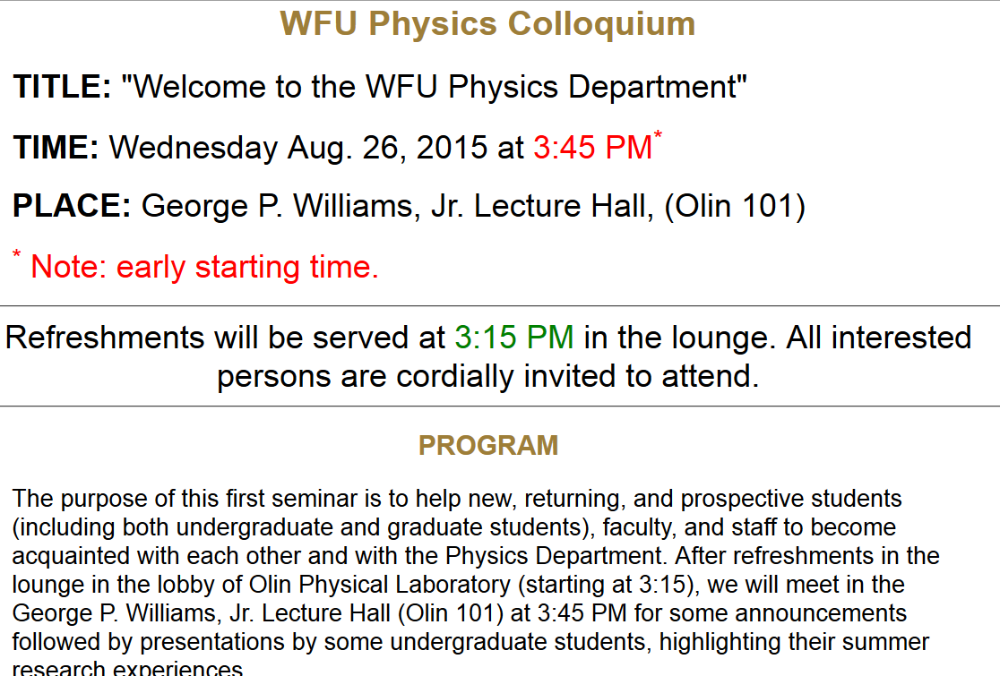 WFU Physics Colloquium
TITLE: "Welcome to the WFU Physics Department"
TIME: Wednesday Aug. 26, 2015 at 3:45 PM*
PLACE: George P. Williams, Jr. Lecture Hall, (Olin 101)
* Note: early starting time.
Refreshments will be served at 3:15 PM in the lounge. All interested
persons are cordially invited to attend.
PROGRAM
The purpose of this first seminar is to help new, returning, and prospective students
(including both undergraduate and graduate students), faculty, and staff to become
acquainted with each other and with the Physics Department. After refreshments in the
lounge in the lobby of Olin Physical Laboratory (starting at 3:15), we will meet in the
George P. Williams, Jr. Lecture Hall (Olin 101) at 3:45 PM for some announcements
followed by presentations by some undergraduate students, highlighting their summer
research experiences